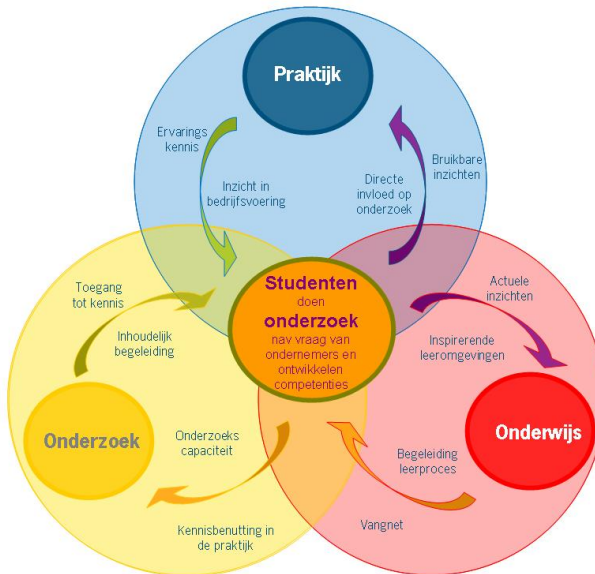 Praktijk
Ervarings
kennis
Inzicht in
bedrijfsvoering
Directe
invloed op
onderzoek
Bruikbare
inzichten
Studenten
doen
onderzoek
nav vraag van
ondernemers en
ontwikkelen
competenties
Toegang
tot kennis
Inhoudelijk
begeleiding
Actuele
inzichten
Inspirerende
leeromgevingen
Onderzoek
Onderzoeks
capaciteit
Kennisbenutting in
de praktijk
Onderwijs
Begeleiding
leerproces
Vangnet